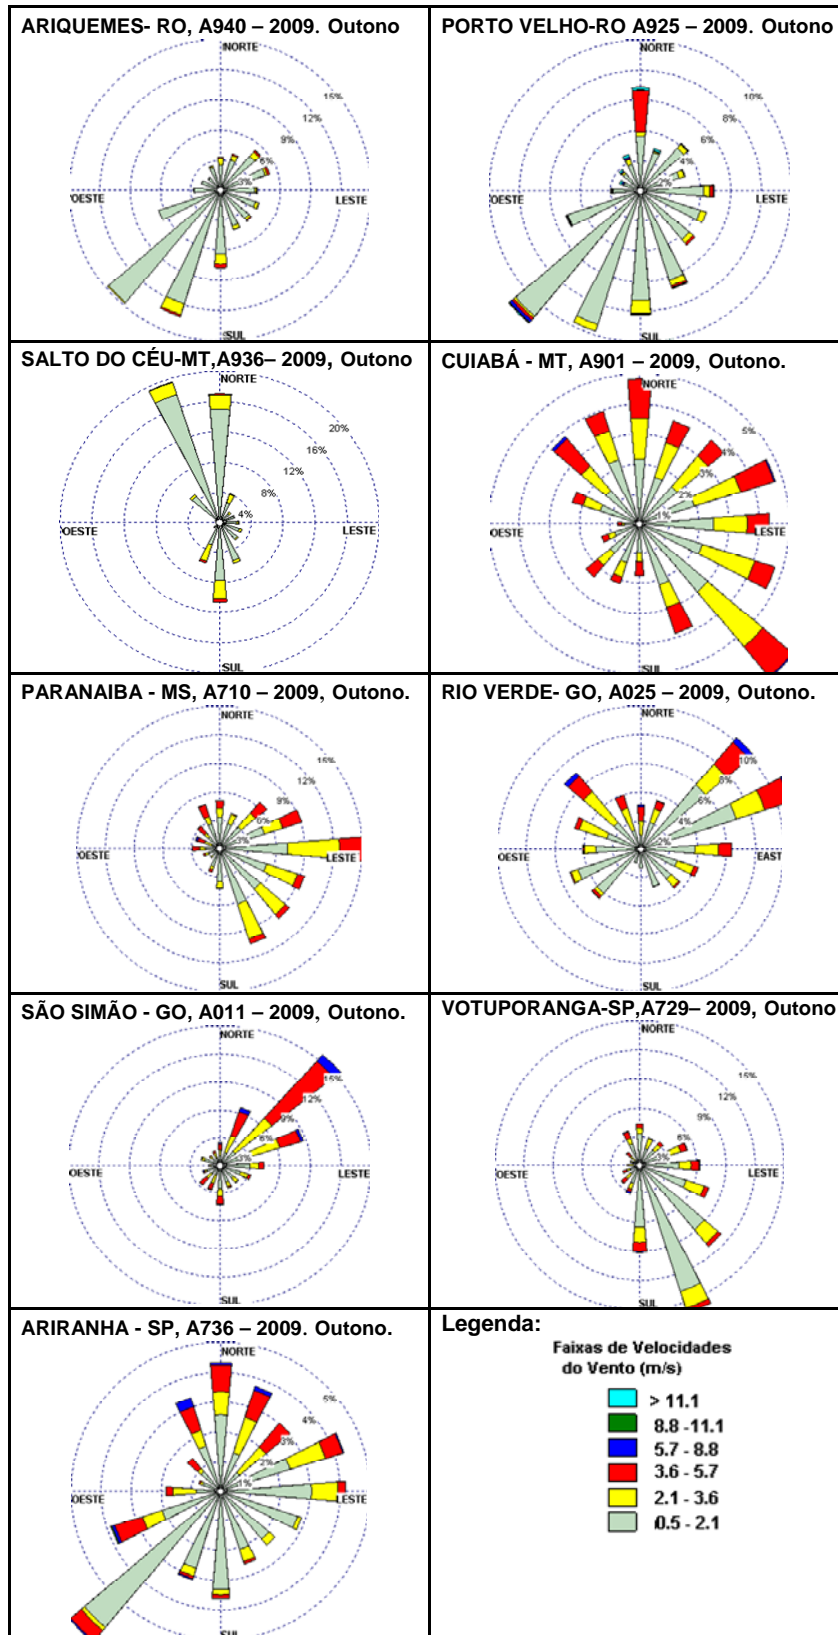 ARIQUEMES- RO, A940 – 2009. Outono
NORTE
15%
12%
9%
6%
3%
OESTE
LESTE
SUL
PORTO VELHO-RO A925 – 2009. Outono
NORTE
10%
8%
6%
4%
2%
OESTE
LESTE
SUL
SALTO DO CÉU-MT,A936– 2009, Outono
NORTE
20%
16%
12%
8%
4%
OESTE
LESTE
SUL
CUIABÁ - MT, A901 – 2009, Outono.
NORTE
5%
4%
3%
2%
1%
OESTE
LESTE
SUL
PARANAIBA - MS, A710 – 2009, Outono.
NORTE
15%
12%
9%
6%
3%
OESTE
LESTE
SUL
RIO VERDE- GO, A025 – 2009, Outono.
NORTE
10%
8%
6%
4%
2%
OESTE
EAST
SUL
SÃO SIMÃO - GO, A011 – 2009, Outono.
NORTE
15%
12%
9%
6%
3%
OESTE
LESTE
SUL
VOTUPORANGA-SP,A729– 2009, Outono
NORTE
15%
12%
9%
6%
3%
OESTE
LESTE
SUL
ARIRANHA - SP, A736 – 2009. Outono.
NORTE
5%
4%
3%
2%
1%
OESTE
LESTE
SUL
Legenda:
Faixas de Velocidades
do Vento (m/s)
> 11.1
8.8 -11.1
5.7 - 8.8
3.6 - 5.7
2.1 - 3.6
0.5 - 2.1